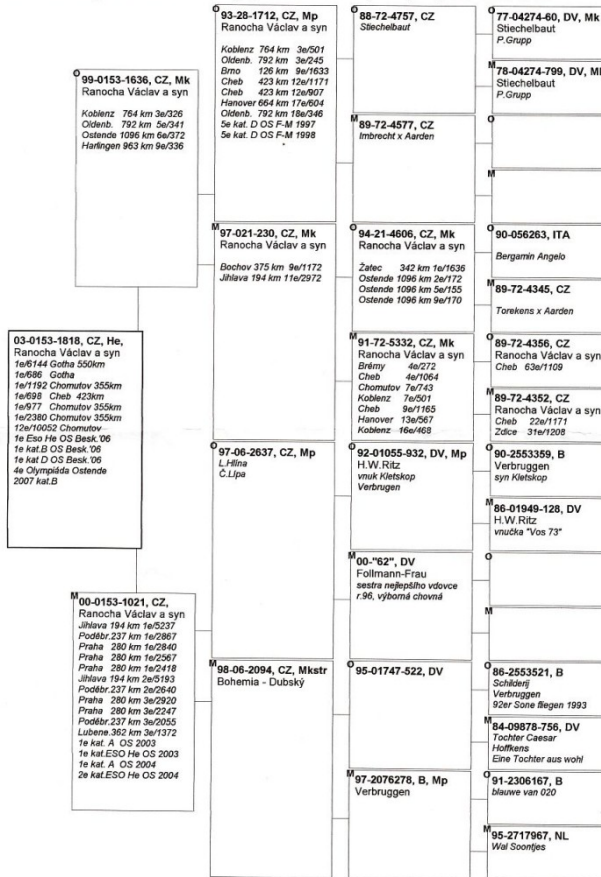 03-0153-1818, CZ, He,
Ranocha Václav a syn
1e/6144 Gotha 550km
1e/686 Gotha
1e/1192 Chomutov 355km
1e/698 Cheb 423km
1e/977 Chomutov 355km
1e/2380 Chomutov 355km
12e/10052 Chomutov
1e Eso He OS Besk.'06
1e kat.B OS Besk.'06
1e kat D OS Besk.'06
4e Olympiáda Ostende
2007 kat.B
O
99-0153-1636, CZ, Mk
Ranocha Václav a syn
Koblenz 764 km 3e/326
Oldenb. 792 km 5e/341
Ostende 1096 km 6e/372
Harlingen 963 km 9e/336
M
00-0153-1021, CZ,
Ranocha Václav a syn
Jihlava 194 km 1e/5237
Poděbr.237 km 1e/2867
Praha 280 km 1e/2840
Praha 280 km 1e/2567
Praha 280 km 1e/2418
Jihlava 194 km 2e/5193
Poděbr.237 km 2e/2640
Praha 280 km 3e/2920
Praha 280 km 3e/2247
Poděbr.237 km 3e/2055
Lubene.362 km 3e/1372
1e kat. A OS 2003
1e kat.ESO He OS 2003
1e kat. A OS 2004
2e kat.ESO He OS 2004
O
93-28-1712, CZ, Mp
Ranocha Václav a syn
Koblenz 764 km 3e/501
Oldenb. 792 km 3e/245
Brno 126 km 9e/1633
Cheb 423 km 12e/1171
Cheb 423 km 12e/907
Hanover 664 km 17e/604
Oldenb. 792 km 18e/346
5e kat. D OS F-M 1997
5e kat. D OS F-M 1998
M
97-021-230, CZ, Mk
Ranocha Václav a syn
Bochov 375 km 9e/1172
Jihlava 194 km 11e/2972
O
97-06-2637, CZ, Mp
L.Hlina
Č.Lípa
M
98-06-2094, CZ, Mkstr
Bohemia - Dubský
O
88-72-4757, CZ
Stiechelbaut
M
89-72-4577, CZ
Imbrecht x Aarden
O
94-21-4606, CZ, Mk
Ranocha Václav a syn
Žatec 342 km 1e/1636
Ostende 1096 km 2e/172
Ostende 1096 km 5e/155
Ostende 1096 km 9e/170
M
91-72-5332, CZ, Mk
Ranocha Václav a syn
Brémy 4e/272
Cheb 4e/1064
Chomutov 7e/743
Koblenz 7e/501
Cheb 9e/1165
Hanover 13e/567
Koblenz 16e/468
O
92-01055-932, DV, Mp
H.W.Ritz
vnuk Kletskop
Verbrugen
M
00-"62", DV
Follmann-Frau
sestra nejlepšího vdovce
r.96, výborná chovná
O
95-01747-522, DV
M
97-2076278, B, Mp
Verbruggen
O
77-04274-60, DV, Mk
Stiechelbaut
P.Grupp
M
78-04274-799, DV,
Stiechelbaut
P.Grupp
O
M
O
90-056263, ITA
Bergamin Angelo
M
89-72-4345, CZ
Torekens x Aarden
O
89-72-4356, CZ
Ranocha Václav a syn
Cheb 63e/1109
M
89-72-4352, CZ
Ranocha Václav a syn
Cheb 22e/1171
Zdice 31e/1208
O
90-2553359, B
Verbruggen
syn Kletskop
M
86-01949-128, DV
H.W.Ritz
vnučka "Vos 73"
O
M
O
86-2553521, B
Schilderij
Verbruggen
92er Sone fliegen 1993
M
84-09878-756, DV
Tochter Caesar
Hoffkens
Eine Tochter aus wohl
O
91-2306167, B
blauwe van 020
M
95-2717967, NL
Wal Soontjes